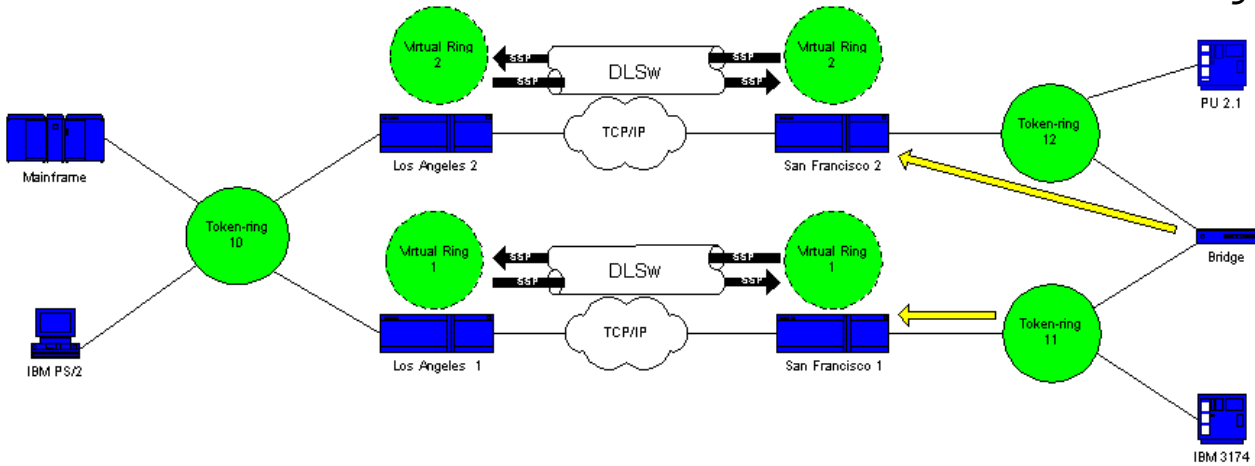 Virtual Ring
2
SSP
SSP
DLSw
SSP
SSP
Virtual Ring
2
PU 2.1
Mainframe
Los Angeles 2
TCP/IP
San Francisco 2
Token-ring
12
Token-ring
10
Bridge
Virtual Ring
1
SSP
SSP
DLSw
SSP
SSP
Virtual Ring
1
IBM PS/2
Los Angeles 1
TCP/IP
San Francisco 1
Token-ring
11
IBM 3174